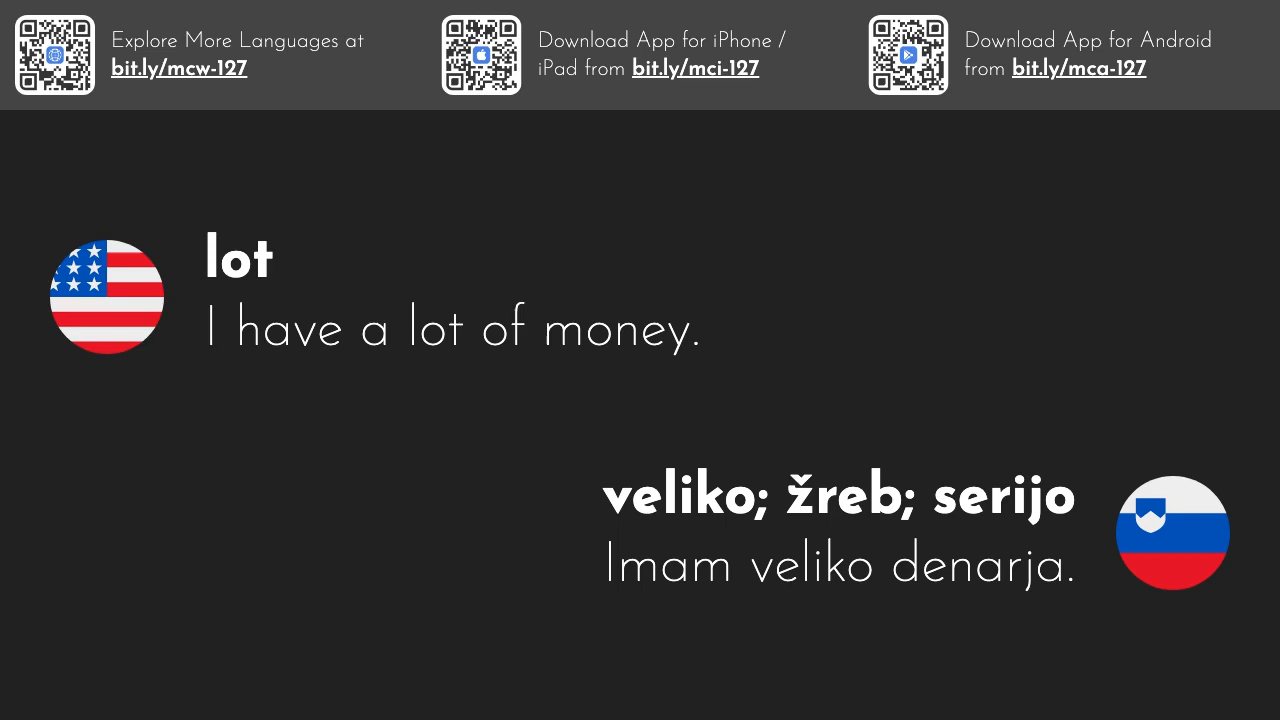 Explore More Languages at
bit.ly/mcw-127
Download App for iPhone /
iPad from bit.ly/mci-127
Download App for Android
from bit.ly/mca-127
lot
I have a lot of money.
veliko; žreb; serijo
Imam veliko denarja.